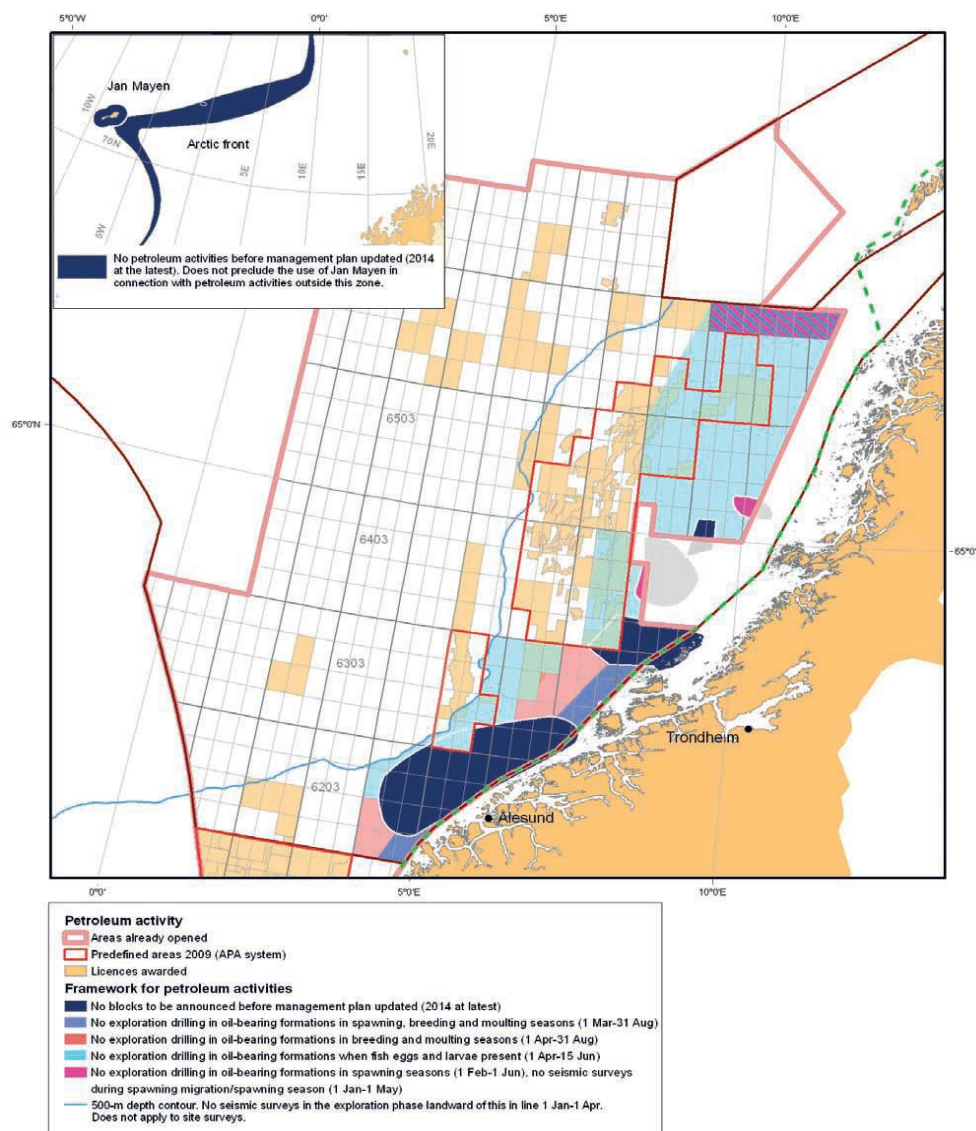 5°0'W
0°0'
5°0'E
10°0'E
Jan Mayen
10W
0
70N
Arctic front
5W
5E
10E
15E
20E
No petroleum activities before management plan updated (2014
at the latest). Does not preclude the use of Jan Mayen in
connection with petroleum activities outside this zone.
6503
65°0'N
6403
65°0'N
6303
Trondheim
6203
Ålesund
0°0'
5°0'E
10°0'E
Petroleum activity
Areas already opened
Predefined areas 2009 (APA system)
Licences awarded
Framework for petroleum activities
No blocks to be announced before management plan updated (2014 at latest)
No exploration drilling in oil-bearing formations in spawning, breeding and moulting seasons (1 Mar-31 Aug)
No exploration drilling in oil-bearing formations in breeding and moulting seasons (1 Apr-31 Aug)
No exploration drilling in oil-bearing formations when fish eggs and larvae present (1 Apr-15 Jun)
No exploration drilling in oil-bearing formations in spawning seasons (1 Feb-1 Jun), no seismic surveys
during spawning migration/spawning season (1 Jan-1 May)
500-m depth contour. No seismic surveys in the exploration phase landward of this in line 1 Jan-1 Apr.
Does not apply to site surveys.